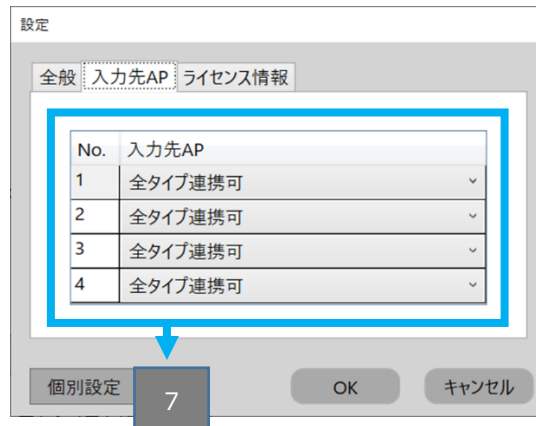 設定
全般 入力先AP ライセンス情報
No. 入力先AP
1 全タイプ連携可
2 全タイプ連携可
3 全タイプ連携可
4 全タイプ連携可
個別設定 7 OK キャンセル